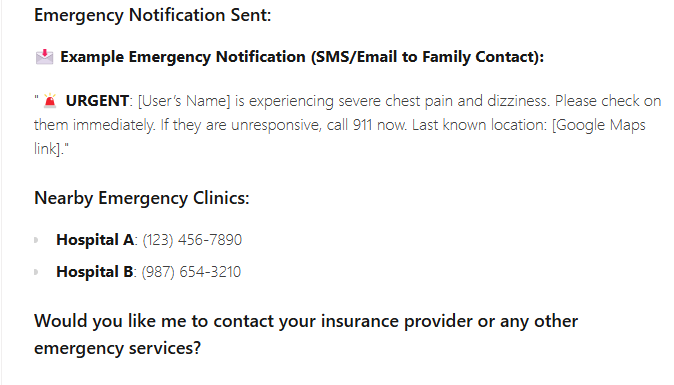 Emergency Notification Sent:
📩 Example Emergency Notification (SMS/Email to Family Contact):
"🚨 URGENT: [User’s Name] is experiencing severe chest pain and dizziness. Please check on
them immediately. If they are unresponsive, call 911 now. Last known location: [Google Maps
link]."
Nearby Emergency Clinics:
Hospital A: (123) 456-7890
Hospital B: (987) 654-3210
Would you like me to contact your insurance provider or any other
emergency services?